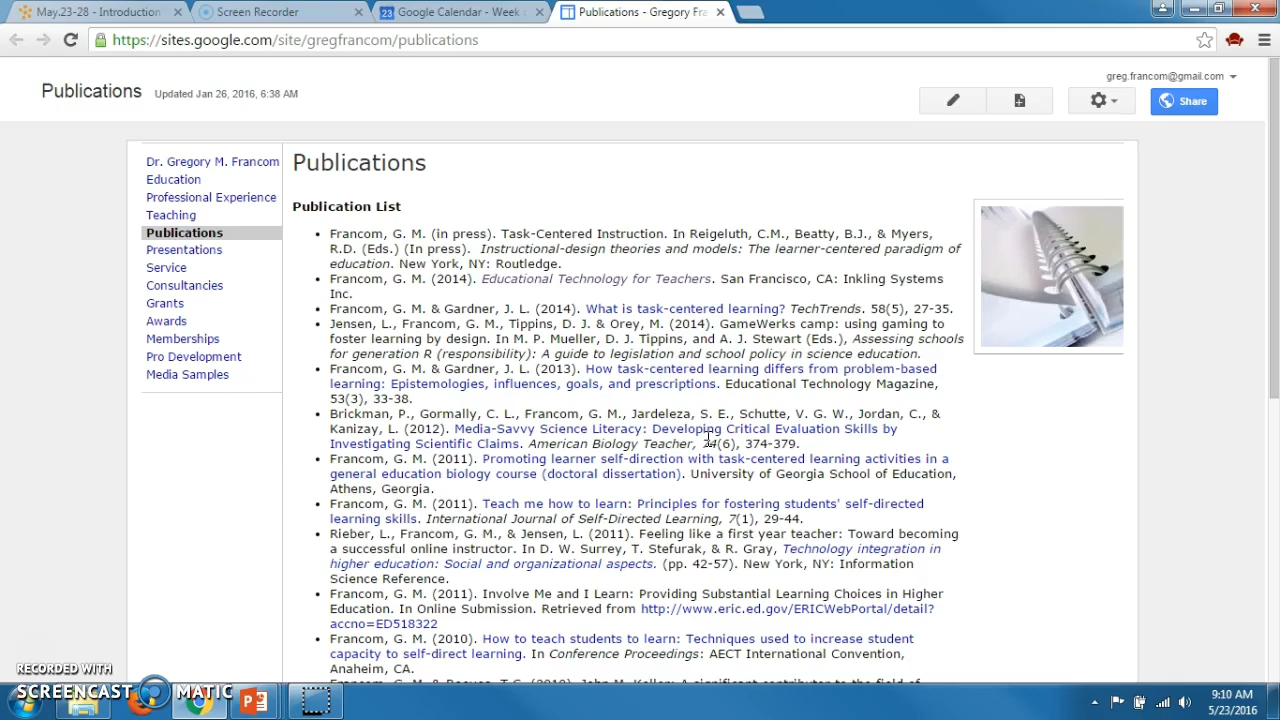 May.23-28 - Introduction
Screen Recorder
Google Calendar - Week
Publications - Gregory Fra
https://sites.google.com/site/gregfrancom/publications
greg.francom@gmail.com
Publications Updated Jan 26, 2016, 6:38 AM
Share
Dr. Gregory M. Francom
Education
Professional Experience
Teaching
Publications
Presentations
Service
Consultancies
Grants
Awards
Memberships
Pro Development
Media Samples
Publications
Publication List
Francom, G. M. (in press). Task-Centered Instruction. In Reigeluth, C.M., Beatty, B.J., & Myers,
R.D. (Eds.) (In press). Instructional-design theories and models: The learner-centered paradigm of
education. New York, NY: Routledge.
Francom, G. M. (2014). Educational Technology for Teachers. San Francisco, CA: Inkling Systems
Inc.
Francom, G. M. & Gardner, J. L. (2014). What is task-centered learning? TechTrends. 58(5), 27-35.
Jensen, L., Francom, G. M., Tippins, D. J. & Orey, M. (2014). GameWerks camp: using gaming to
foster learning by design. In M. P. Mueller, D. J. Tippins, and A. J. Stewart (Eds.), Assessing schools
for generation R (responsibility): A guide to legislation and school policy in science education.
Francom, G. M. & Gardner, J. L. (2013). How task-centered learning differs from problem-based
learning: Epistemologies, influences, goals, and prescriptions. Educational Technology Magazine,
53(3), 33-38.
Brickman, P., Gormally, C. L., Francom, G. M., Jardeleza, S. E., Schutte, V. G. W., Jordan, C., &
Kanizay, L. (2012). Media-Savvy Science Literacy: Developing Critical Evaluation Skills by
Investigating Scientific Claims. American Biology Teacher, 74(6), 374-379.
Francom, G. M. (2011). Promoting learner self-direction with task-centered learning activities in a
general education biology course (doctoral dissertation). University of Georgia School of Education,
Athens, Georgia.
Francom, G. M. (2011). Teach me how to learn: Principles for fostering students' self-directed
learning skills. International Journal of Self-Directed Learning, 7(1), 29-44.
Rieber, L., Francom, G. M., & Jensen, L. (2011). Feeling like a first year teacher: Toward becoming
a successful online instructor. In D. W. Surrey, T. Stefurak, & R. Gray, Technology integration in
higher education: Social and organizational aspects. (pp. 42-57). New York, NY: Information
Science Reference.
Francom, G. M. (2011). Involve Me and I Learn: Providing Substantial Learning Choices in Higher
Education. In Online Submission. Retrieved from http://www.eric.ed.gov/ERICWebPortal/detail?
accno=ED518322
Francom, G. M. (2010). How to teach students to learn: Techniques used to increase student
capacity to self-direct learning. In Conference Proceedings: AECT International Convention,
Anaheim, CA.
RECORDED WITH
SCREENCAST MATIC
9:10 AM
5/23/2016